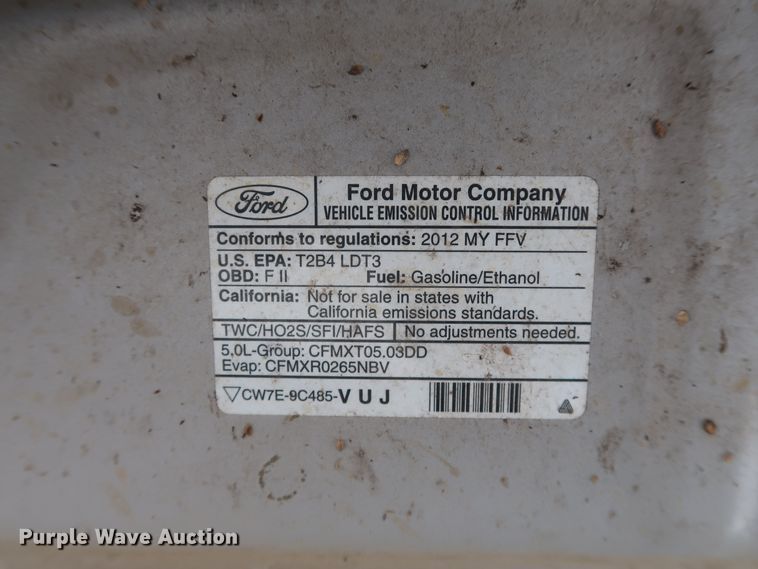 Ford
Ford Motor Company
VEHICLE EMISSION CONTROL INFORMATION
Conforms to regulations: 2012 MY FFV
U.S. EPA: T2B4 LDT3
OBD: F II Fuel: Gasoline/Ethanol
California: Not for sale in states with
California emissions standards.
TWC/HO2S/SFI/HAFS No adjustments needed.
5.0L-Group: CFMXT05.03DD
Evap: CFMXR0265NBV
CW7E-9C485-V U J
Purple Wave Auction